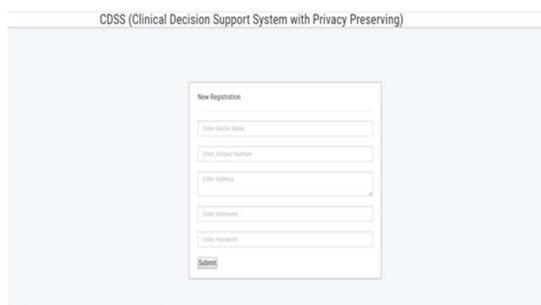 CDSS (Clinical Decision Support System with Privacy Preserving)
New Registration
Enter Doctor Name
Enter Contact Number
Enter Address
Enter Username
Enter Password
Submit